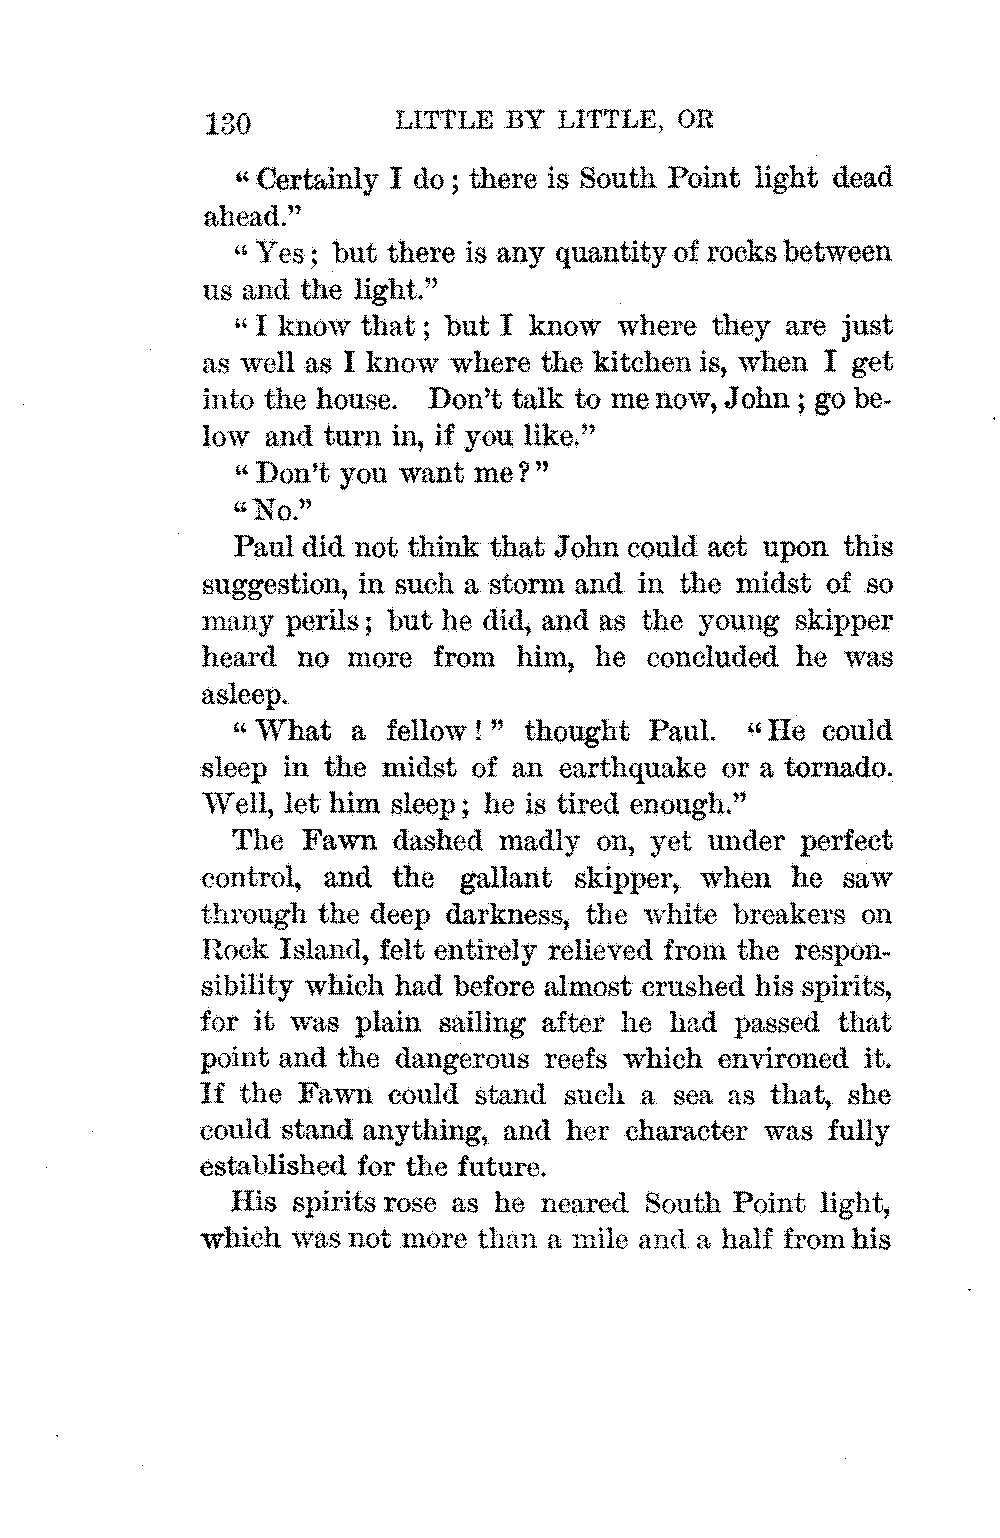 130 LITTLE BY LITTLE, OR
“Certainly I do; there is South Point light dead
ahead.”
“Yes; but there is any quantity of rocks between
us and the light.”
“I know that; but I know where they are just
as well as I know where the kitchen is, when I get
into the house. Don’t talk to me now, John; go be-
low and turn in, if you like.”
“Don’t you want me?”
“No.”
Paul did not think that John could act upon this
suggestion, in such a storm and in the midst of so
many perils; but he did, and as the young skipper
heard no more from him, he concluded he was
asleep.
“What a fellow!” thought Paul. “He could
sleep in the midst of an earthquake or a tornado.
Well, let him sleep; he is tired enough.”
The Fawn dashed madly on, yet under perfect
control, and the gallant skipper, when he saw
through the deep darkness, the white breakers on
Rock Island, felt entirely relieved from the respon-
sibility which had before almost crushed his spirits,
for it was plain sailing after he had passed that
point and the dangerous reefs which environed it.
If the Fawn could stand such a sea as that, she
could stand anything, and her character was fully
established for the future.
His spirits rose as he neared South Point light,
which was not more than a mile and a half from his